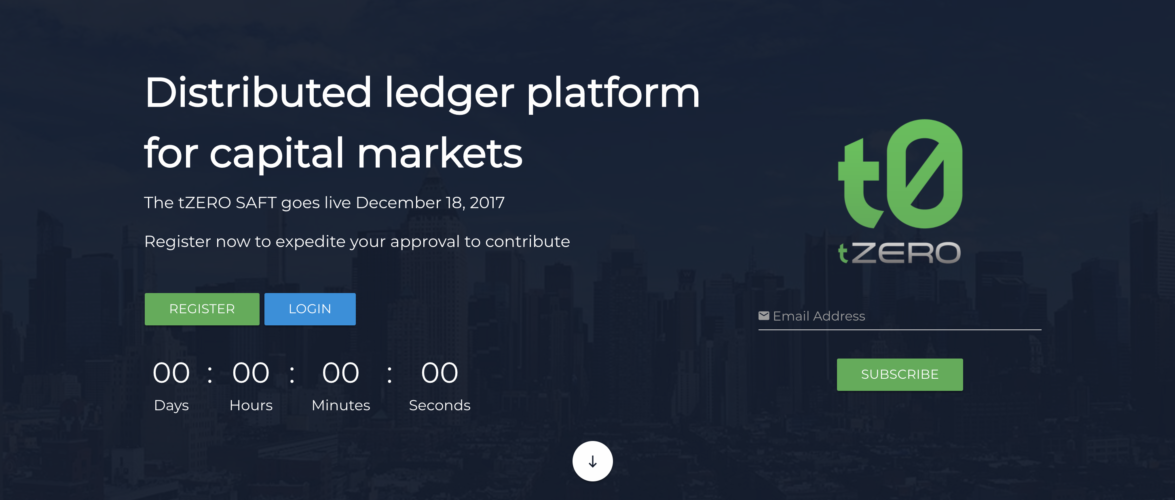 Distributed ledger platform
for capital markets
The tZERO SAFT goes live December 18, 2017
Register now to expedite your approval to contribute
REGISTER LOGIN
00 : 00 : 00 : 00
Days Hours Minutes Seconds
t0
tZERO
Email Address
SUBSCRIBE